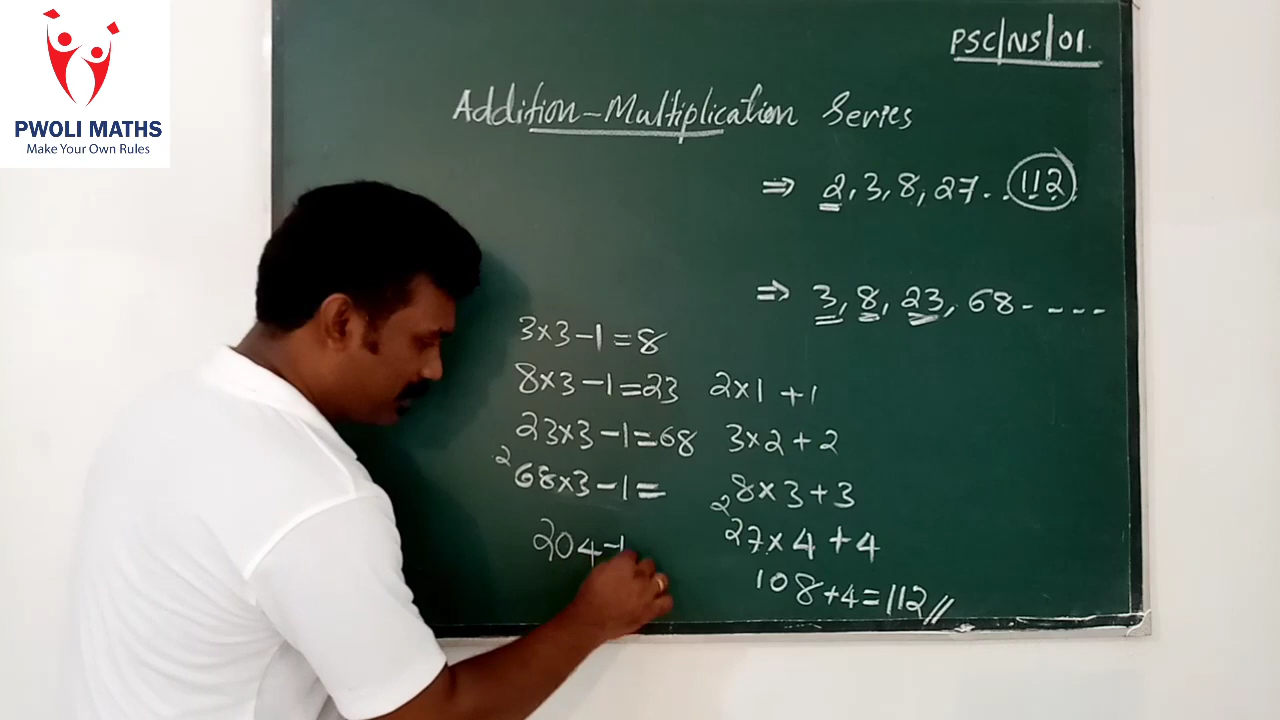 PWOLI MATHS
Make Your Own Rules
PSC/NS/01.
Addition-Multiplication Series
⇒ 2, 3, 8, 27 . . 112
⇒ 3, 8, 23, 68 - - - -
3×3-1=8
8×3-1=23
23×3-1=68
2
68×3-1=
204-1
2×1+1
3×2+2
8×3+3
2
27×4+4
108+4=112//